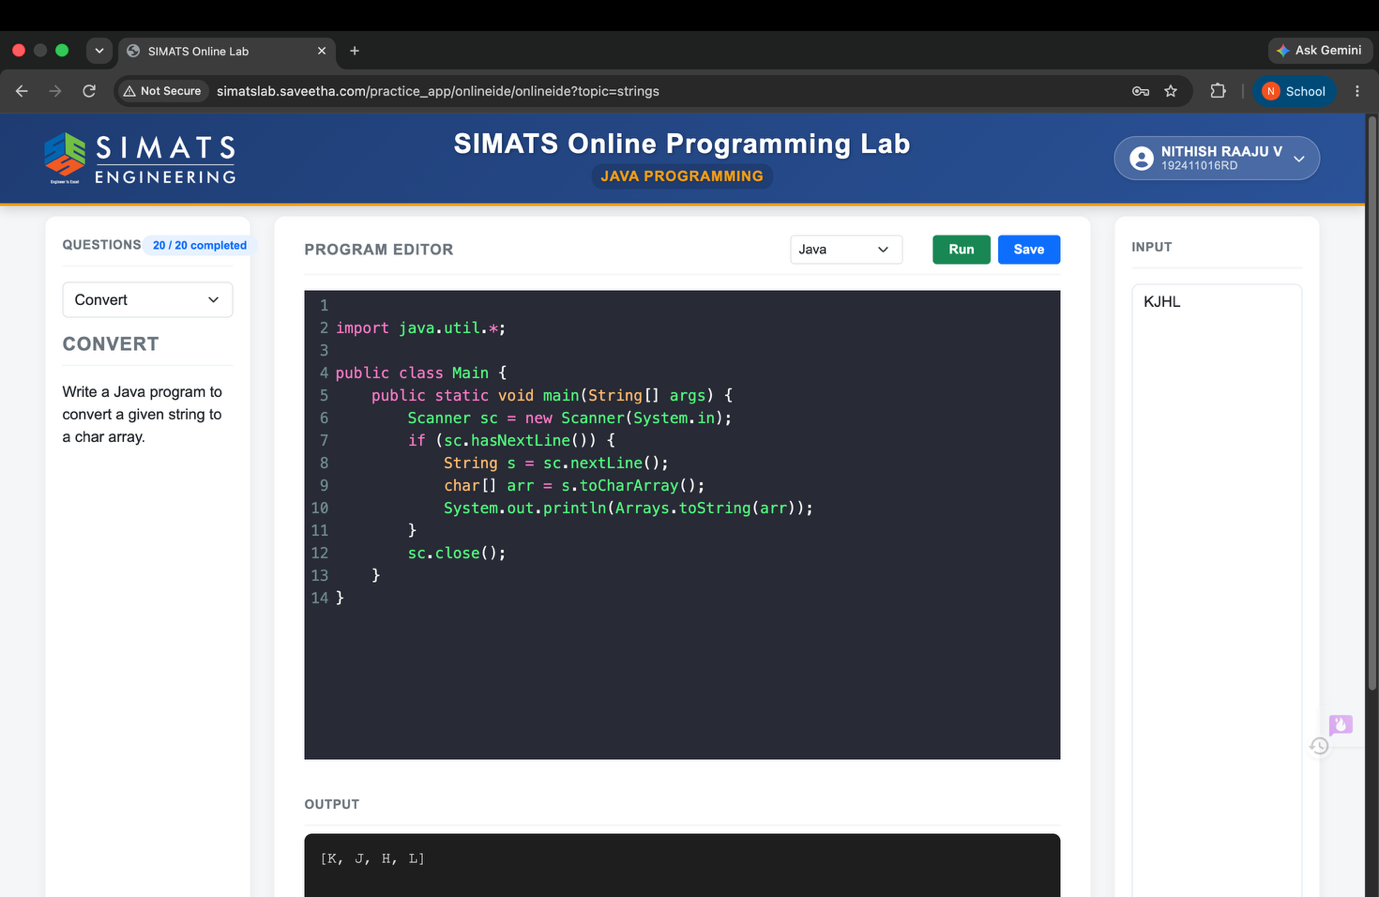 SIMATS Online Lab
Ask Gemini
Not Secure
simatslab.saveetha.com/practice_app/onlineide/onlineide?topic=strings
N School
SIMATS
ENGINEERING
SIMATS Online Programming Lab
JAVA PROGRAMMING
NITHISH RAAJU V
192411016RD
QUESTIONS 20 / 20 completed
Convert
CONVERT
Write a Java program to
convert a given string to
a char array.
PROGRAM EDITOR
Java
Run
Save
1
2 import java.util.*;
3
4 public class Main {
5     public static void main(String[] args) {
6         Scanner sc = new Scanner(System.in);
7         if (sc.hasNextLine()) {
8             String s = sc.nextLine();
9             char[] arr = s.toCharArray();
10             System.out.println(Arrays.toString(arr));
11         }
12         sc.close();
13     }
14 }
OUTPUT
[K, J, H, L]
INPUT
KJHL